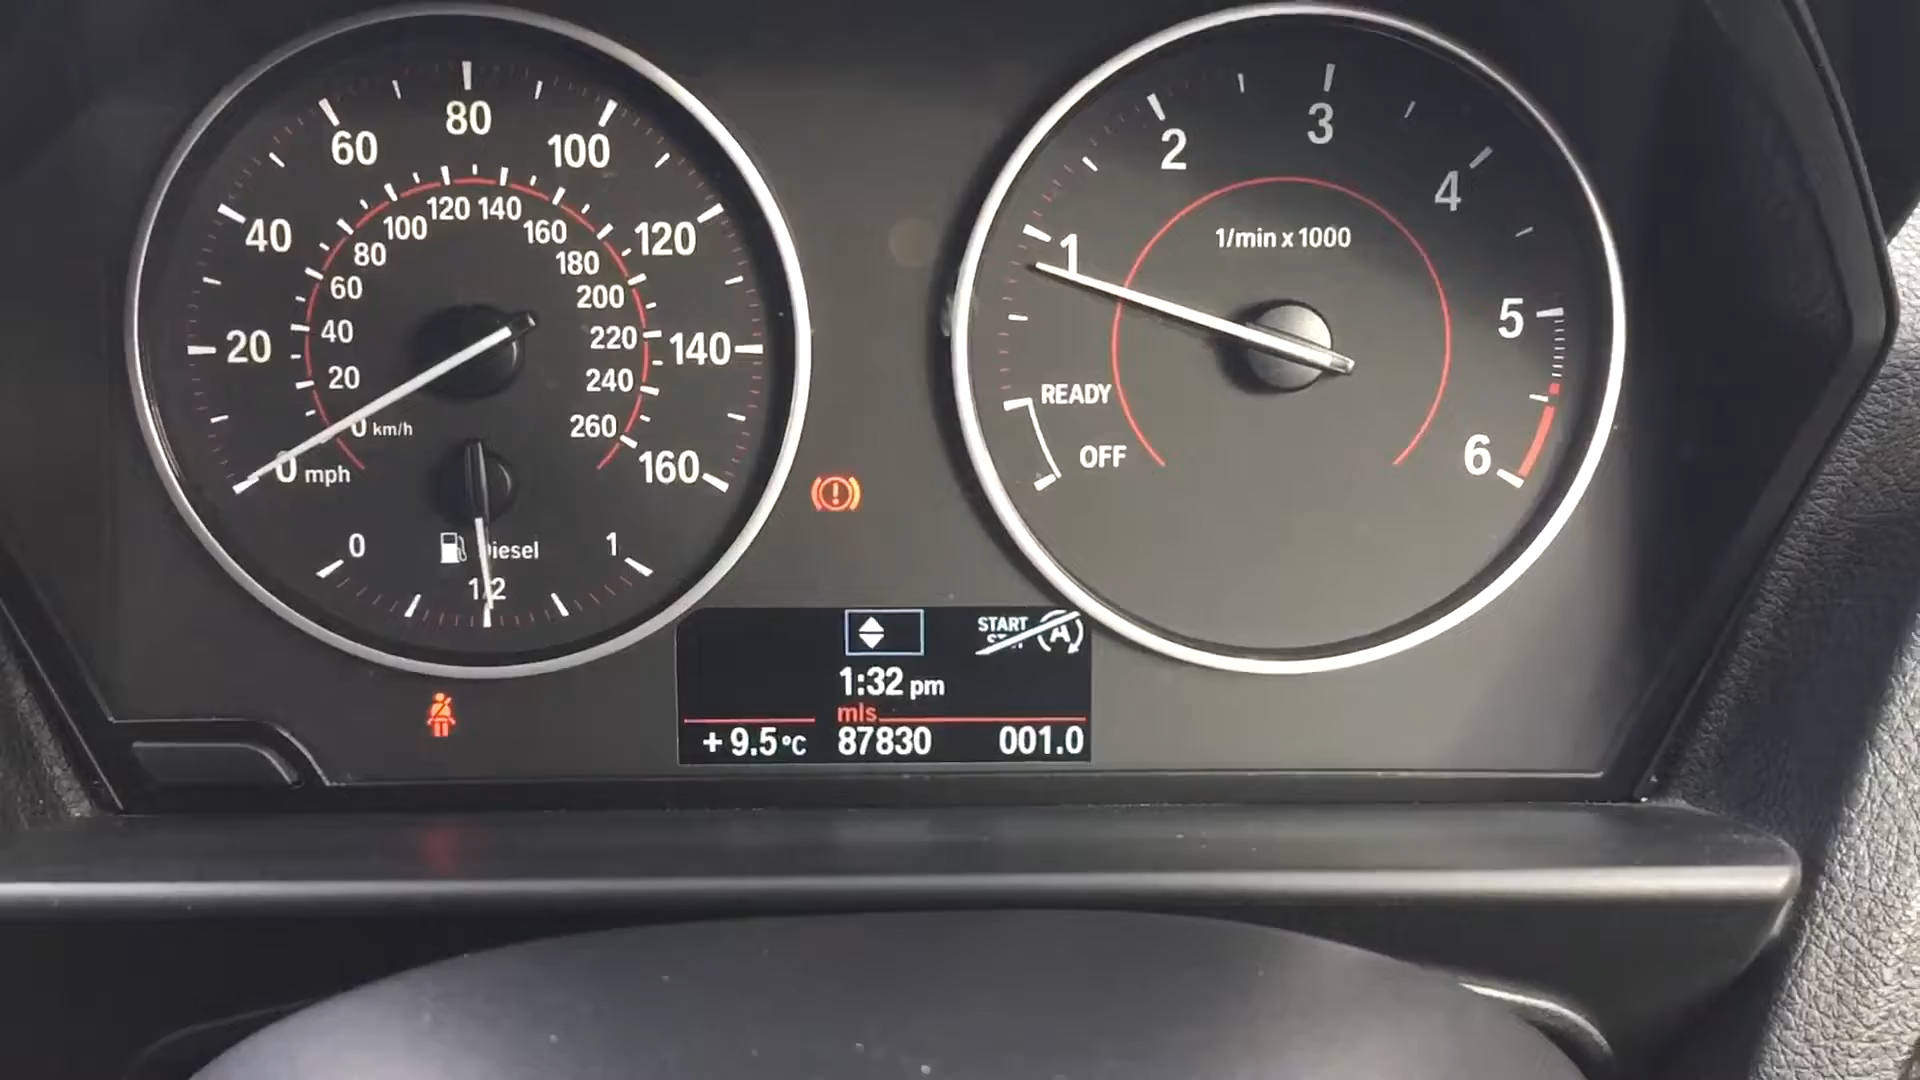 0 mph
20
40
60
80
100
120
140
160
0 km/h
20
40
60
80
100
120
140
160
180
200
220
240
260
0
1/2
1
Diesel
OFF
READY
1
2
3
4
5
6
1/min x 1000
START
A
1:32 pm
mls
+ 9.5°C 87830 001.0